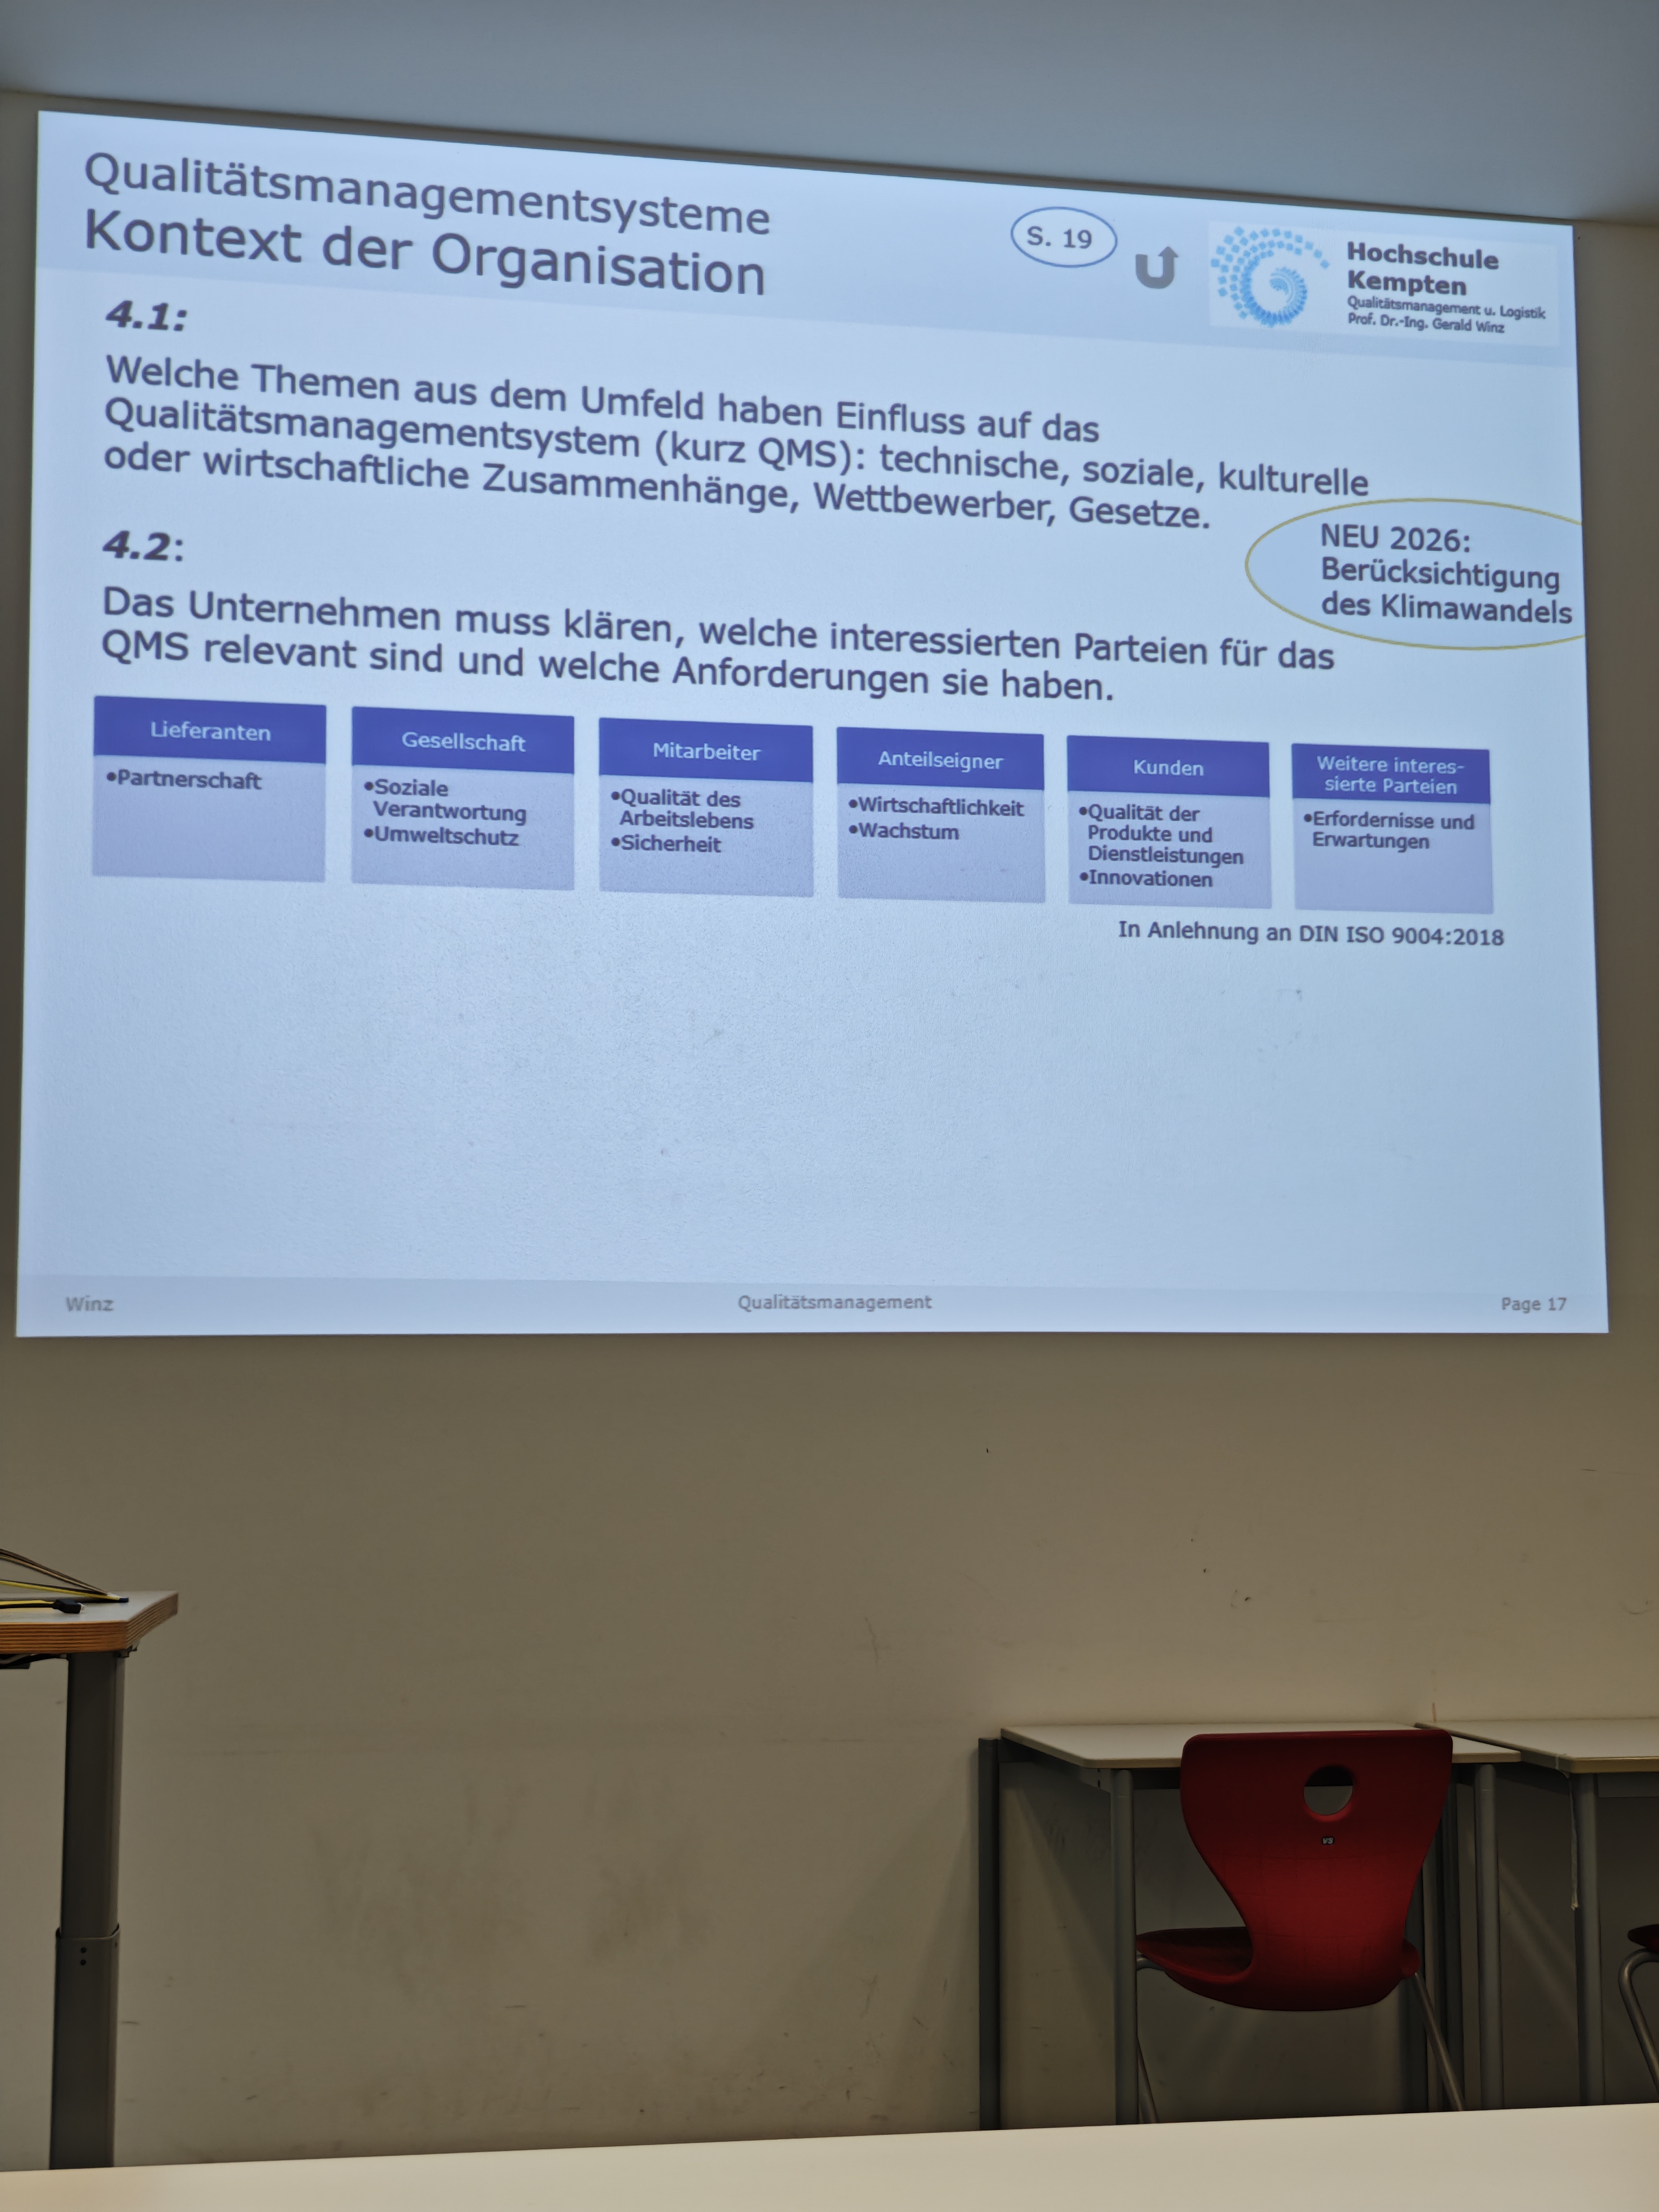 Qualitätsmanagementsysteme
Kontext der Organisation
S. 19
Hochschule
Kempten
Qualitätsmanagement u. Logistik
Prof. Dr.-Ing. Gerald Winz
4.1:
Welche Themen aus dem Umfeld haben Einfluss auf das
Qualitätsmanagementsystem (kurz QMS): technische, soziale, kulturelle
oder wirtschaftliche Zusammenhänge, Wettbewerber, Gesetze.
NEU 2026:
Berücksichtigung
des Klimawandels
4.2:
Das Unternehmen muss klären, welche interessierten Parteien für das
QMS relevant sind und welche Anforderungen sie haben.
Lieferanten
•Partnerschaft
Gesellschaft
•Soziale
Verantwortung
•Umweltschutz
Mitarbeiter
•Qualität des
Arbeitslebens
•Sicherheit
Anteilseigner
•Wirtschaftlichkeit
•Wachstum
Kunden
•Qualität der
Produkte und
Dienstleistungen
•Innovationen
Weitere interes-
sierte Parteien
•Erfordernisse und
Erwartungen
In Anlehnung an DIN ISO 9004:2018
Winz
Qualitätsmanagement
Page 17
VS